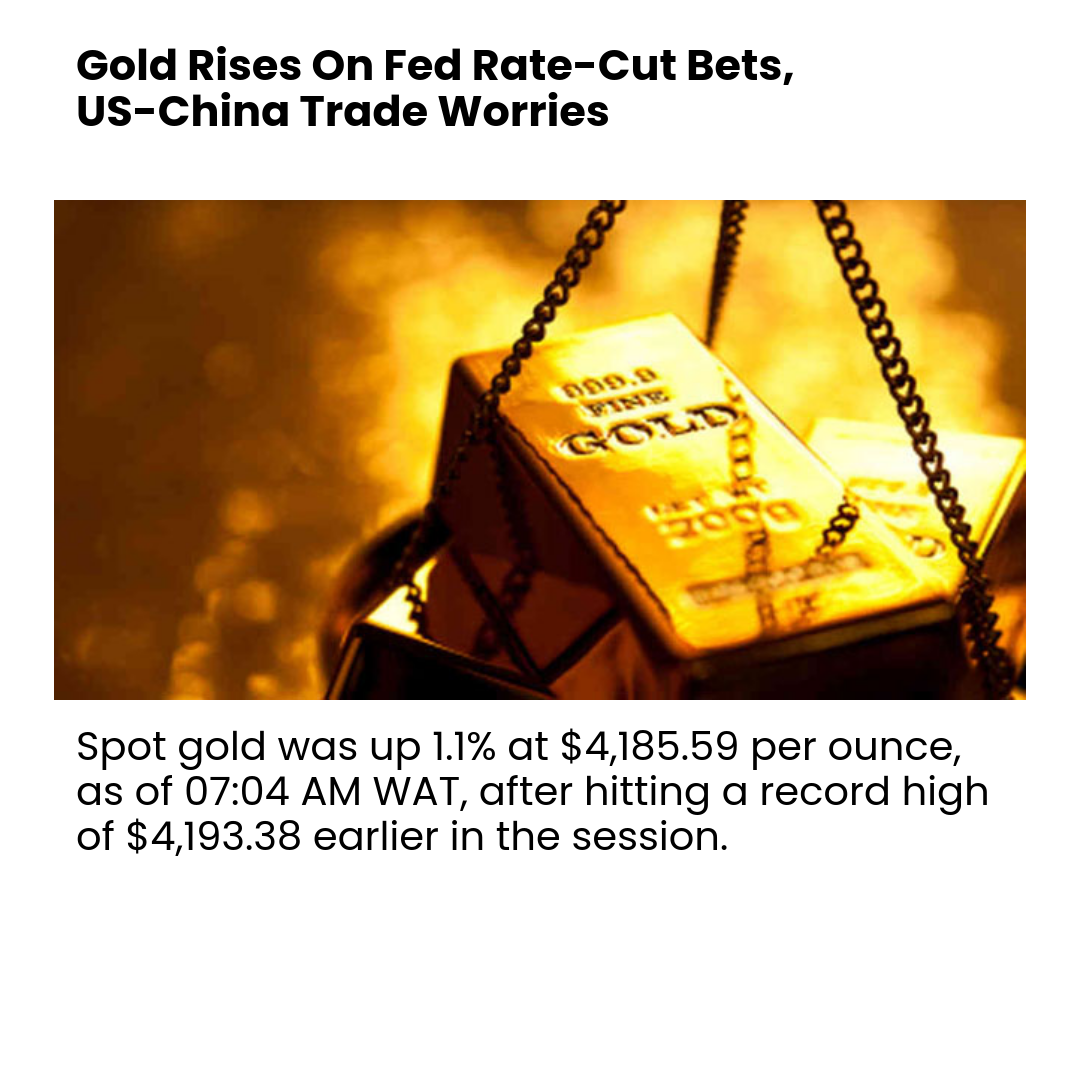 Gold Rises On Fed Rate-Cut Bets,
US-China Trade Worries
999.9
FINE
GOLD
Spot gold was up 1.1% at $4,185.59 per ounce,
as of 07:04 AM WAT, after hitting a record high
of $4,193.38 earlier in the session.